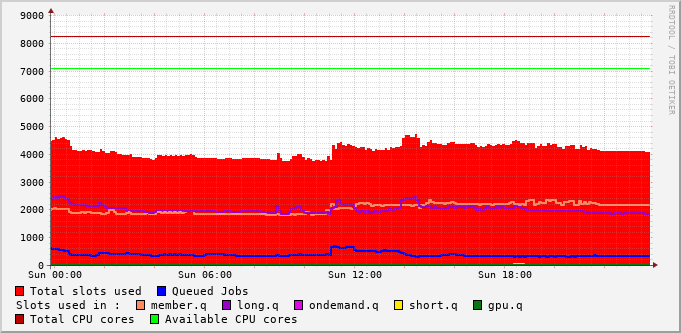 9000
8000
7000
6000
5000
4000
3000
2000
1000
0
Sun 00:00 Sun 06:00 Sun 12:00 Sun 18:00
Total slots used Queued Jobs
Slots used in : member.q long.q ondemand.q short.q gpu.q
Total CPU cores Available CPU cores
RRDTOOL / TOBI OETIKER